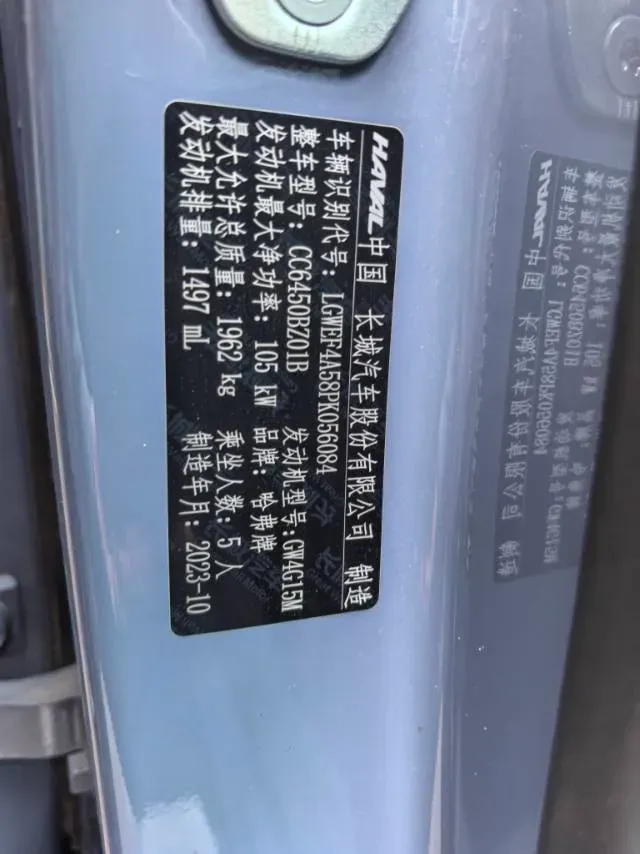 HAVAL 中国 长城汽车股份有限公司 制造
车辆识别代号: LGWEF4A58PK056084
整车型号: CC6450BZ01B 发动机型号: GW4G15M
发动机最大净功率: 105 kW 品牌: 哈弗牌
最大允许总质量: 1962 kg 乘坐人数: 5 人
发动机排量: 1497 mL 制造年月: 2023-10